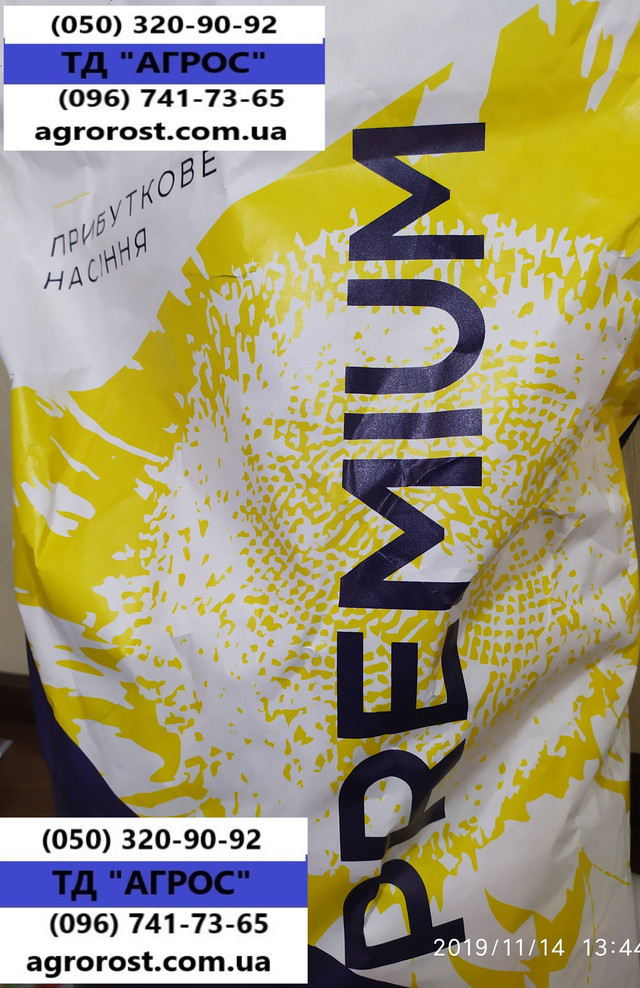 (050) 320-90-92
ТД "АГРОС"
(096) 741-73-65
agrorost.com.ua
ПРИБУТКОВЕ
НАСІННЯ
PREMIUM
(050) 320-90-92
ТД "АГРОС"
(096) 741-73-65
agrorost.com.ua
2019/11/14 13:44